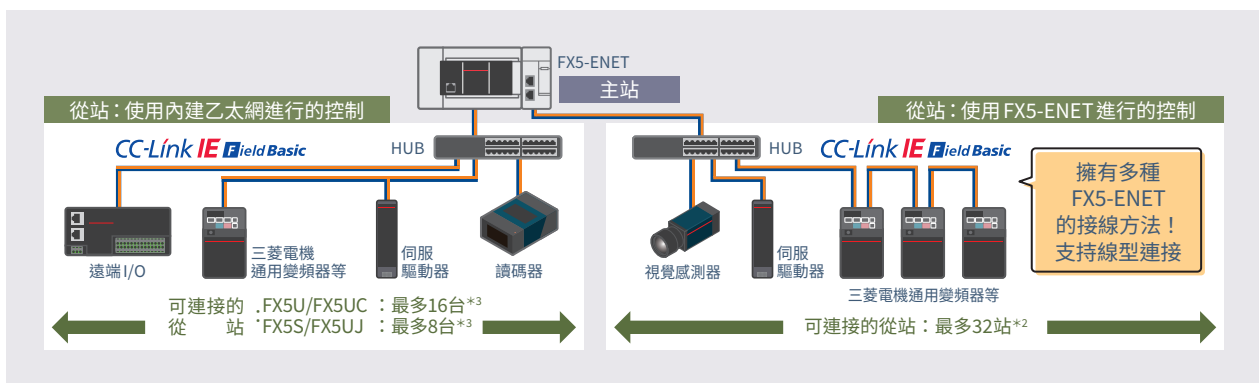 FX5-ENET
主站
從站：使用內建乙太網進行的控制
CC-Link IE Field Basic
HUB
遠端I/O
三菱電機
通用變頻器等
伺服
驅動器
讀碼器
可連接的．FX5U/FX5UC：最多16台*3
從　　站．FX5S/FX5UJ：最多8台*3
從站：使用FX5-ENET進行的控制
HUB
CC-Link IE Field Basic
擁有多種
FX5-ENET
的接線方法！
支持線型連接
視覺感測器
伺服
驅動器
三菱電機通用變頻器等
可連接的從站：最多32站*2